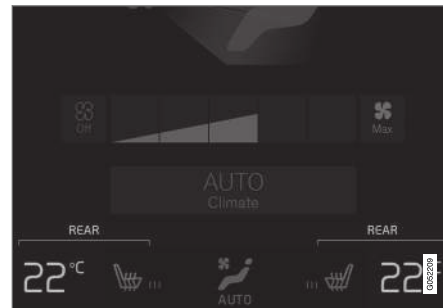 Off
Max
AUTO
Climate
REAR REAR
22°C 22°
AUTO
G052209